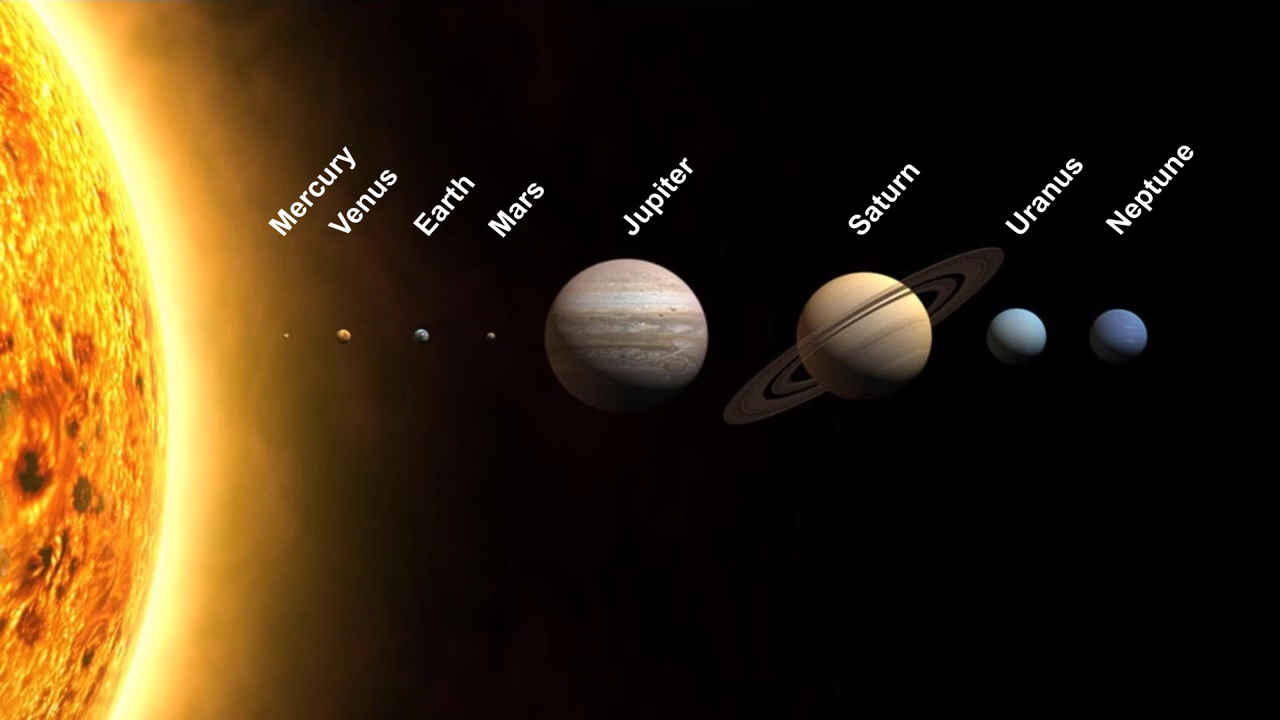 Mercury
Venus
Earth
Mars
Jupiter
Saturn
Uranus
Neptune